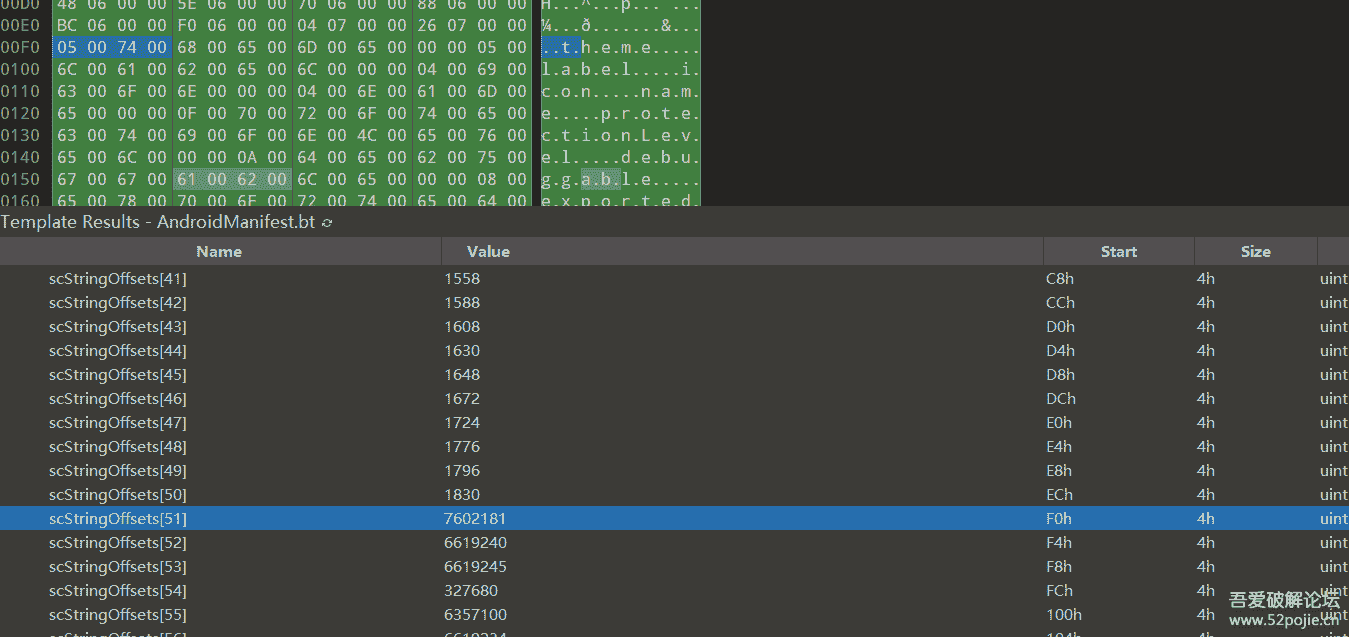 00D0 48 06 00 00 5E 06 00 00 70 06 00 00 88 06 00 00 H...^...p... ...
00E0 BC 06 00 00 F0 06 00 00 04 07 00 00 26 07 00 00 ¼...ð.......&...
00F0 05 00 74 00 68 00 65 00 6D 00 65 00 00 00 05 00 ..t.h.e.m.e.....
0100 6C 00 61 00 62 00 65 00 6C 00 00 00 04 00 69 00 l.a.b.e.l.....i.
0110 63 00 6F 00 6E 00 00 00 04 00 6E 00 61 00 6D 00 c.o.n.....n.a.m.
0120 65 00 00 00 0F 00 70 00 72 00 6F 00 74 00 65 00 e.....p.r.o.t.e.
0130 63 00 74 00 69 00 6F 00 6E 00 4C 00 65 00 76 00 c.t.i.o.n.L.e.v.
0140 65 00 6C 00 00 00 0A 00 64 00 65 00 62 00 75 00 e.l.....d.e.b.u.
0150 67 00 67 00 61 00 62 00 6C 00 65 00 00 00 08 00 g.g.a.b.l.e.....
0160 65 00 78 00 70 00 6F 00 72 00 74 00 65 00 64 00 e.x.p.o.r.t.e.d.
Template Results - AndroidManifest.bt
Name Value Start Size
scStringOffsets[41] 1558 C8h 4h uint
scStringOffsets[42] 1588 CCh 4h uint
scStringOffsets[43] 1608 D0h 4h uint
scStringOffsets[44] 1630 D4h 4h uint
scStringOffsets[45] 1648 D8h 4h uint
scStringOffsets[46] 1672 DCh 4h uint
scStringOffsets[47] 1724 E0h 4h uint
scStringOffsets[48] 1776 E4h 4h uint
scStringOffsets[49] 1796 E8h 4h uint
scStringOffsets[50] 1830 ECh 4h uint
scStringOffsets[51] 7602181 F0h 4h uint
scStringOffsets[52] 6619240 F4h 4h uint
scStringOffsets[53] 6619245 F8h 4h uint
scStringOffsets[54] 327680 FCh 4h uint
scStringOffsets[55] 6357100 100h 4h uint
吾爱破解论坛
www.52pojie.cn